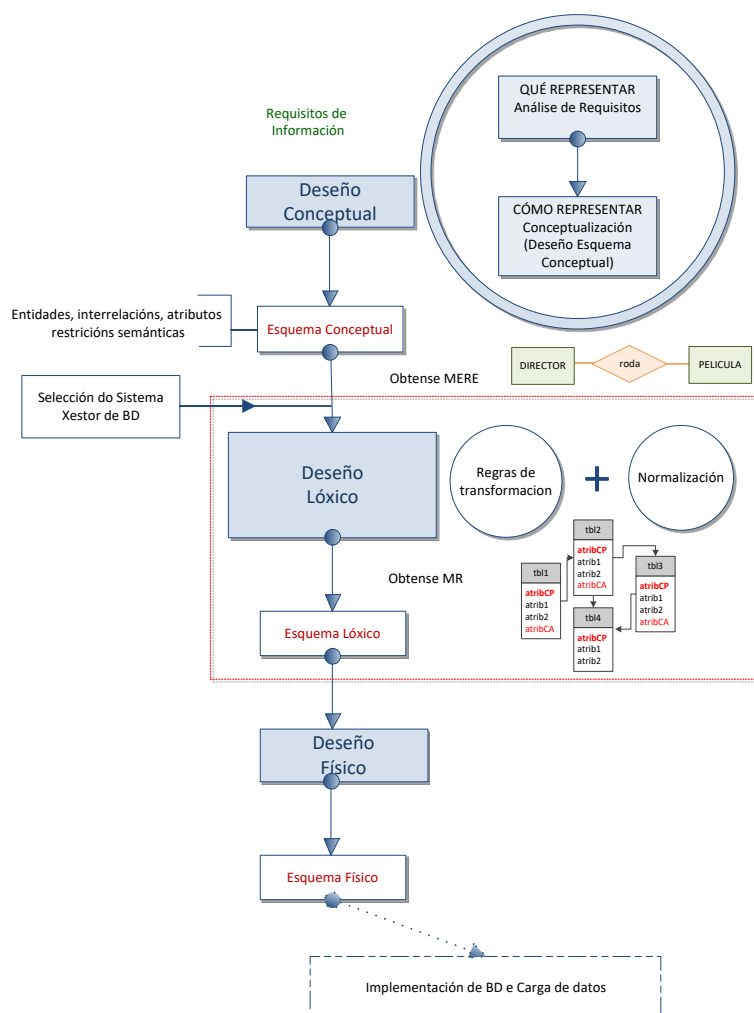 QUÉ REPRESENTAR
Análise de Requisitos
Requisitos de
Información
Deseño
Conceptual
CÓMO REPRESENTAR
Conceptualización
(Deseño Esquema
Conceptual)
Entidades, interrelacións, atributos
restricións semánticas
Esquema Conceptual
DIRECTOR
roda
PELICULA
Obtense MERE
Selección do Sistema
Xestor de BD
Deseño
Lóxico
Regras de
transformacion
+
Normalización
tbl2
atribCP
atrib1
atrib2
atribCA
tbl1
atribCP
atrib1
atrib2
atribCA
tbl3
atribCP
atrib1
atrib2
atribCA
tbl4
atribCP
atrib1
atrib2
Obtense MR
Esquema Lóxico
Deseño
Físico
Esquema Físico
Implementación de BD e Carga de datos